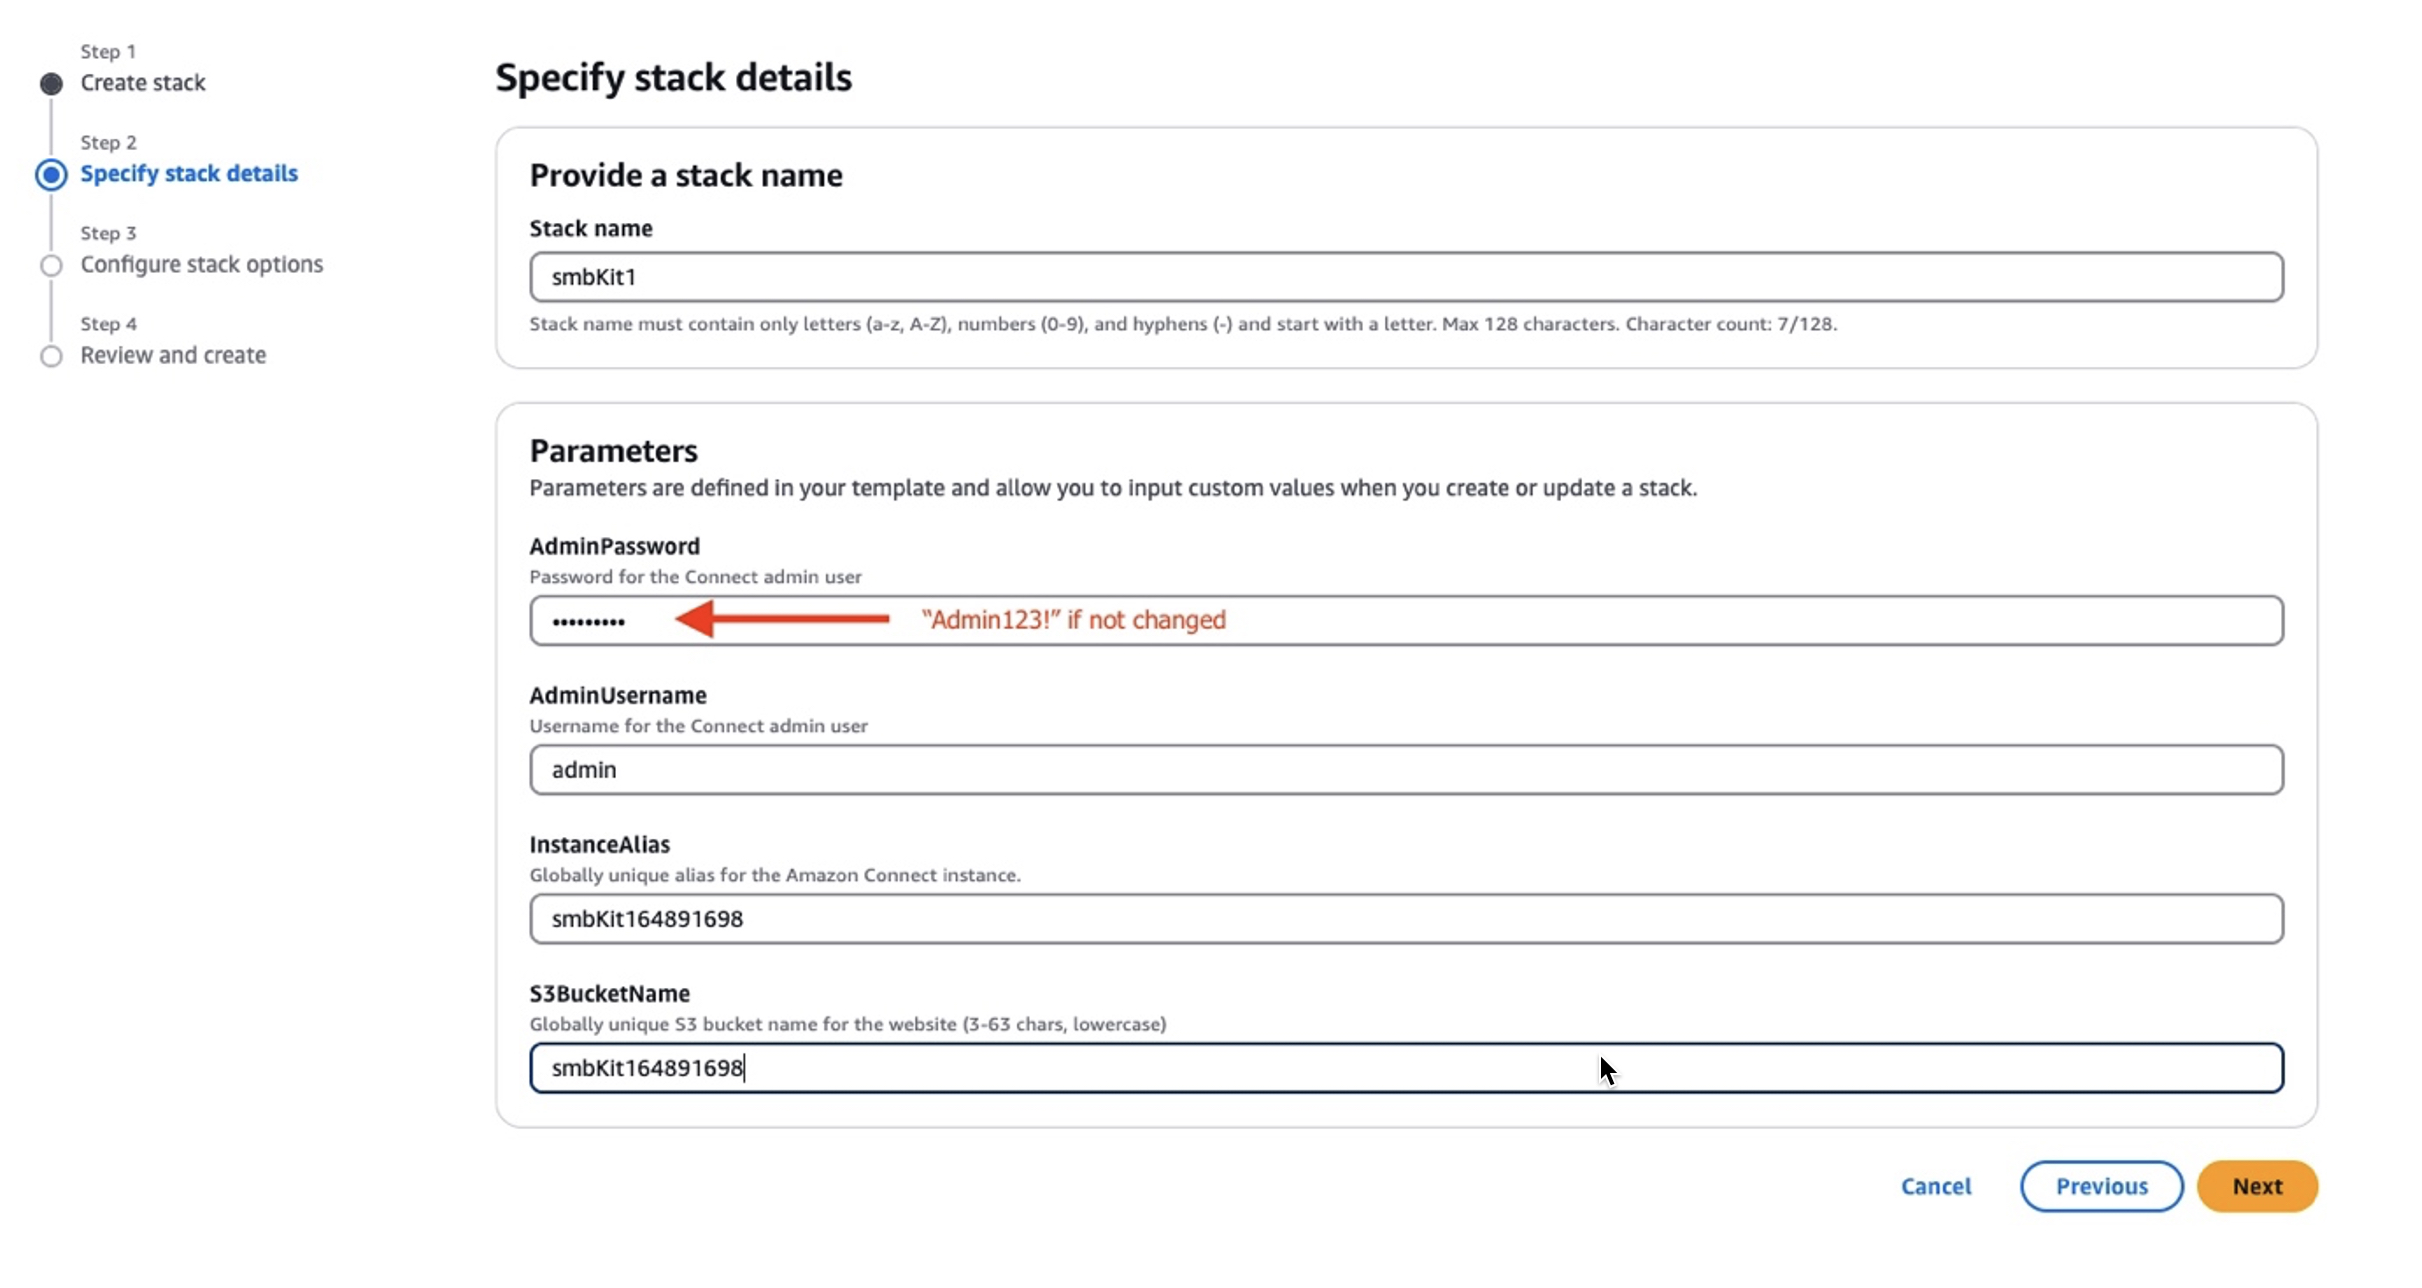 Step 1
Create stack
Step 2
Specify stack details
Step 3
Configure stack options
Step 4
Review and create
Specify stack details
Provide a stack name
Stack name
smbKit1
Stack name must contain only letters (a-z, A-Z), numbers (0-9), and hyphens (-) and start with a letter. Max 128 characters. Character count: 7/128.
Parameters
Parameters are defined in your template and allow you to input custom values when you create or update a stack.
AdminPassword
Password for the Connect admin user
•••••••••
“Admin123!” if not changed
AdminUsername
Username for the Connect admin user
admin
InstanceAlias
Globally unique alias for the Amazon Connect instance.
smbKit164891698
S3BucketName
Globally unique S3 bucket name for the website (3-63 chars, lowercase)
smbKit164891698
Cancel
Previous
Next